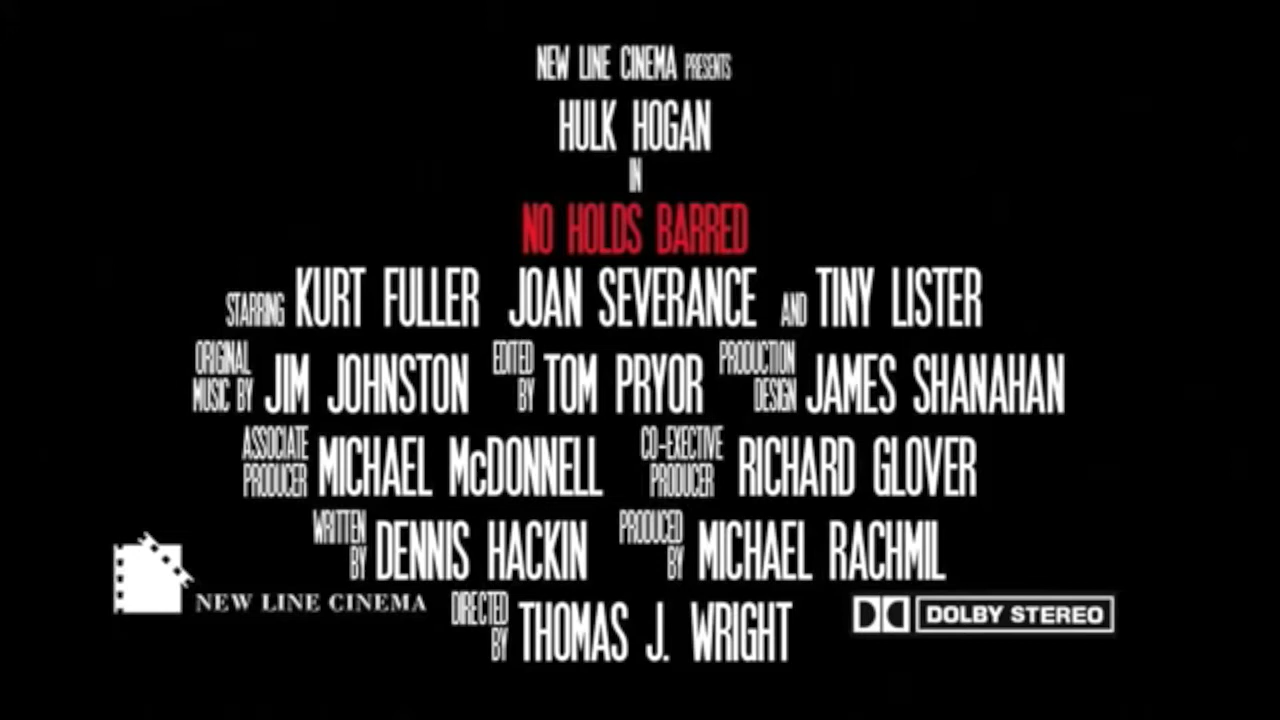 NEW LINE CINEMA PRESENTS
HULK HOGAN
IN
NO HOLDS BARRED
STARRING KURT FULLER JOAN SEVERANCE AND TINY LISTER
ORIGINAL MUSIC BY JIM JOHNSTON EDITED BY TOM PRYOR PRODUCTION DESIGN JAMES SHANAHAN
ASSOCIATE PRODUCER MICHAEL McDONNELL CO-EXECTIVE PRODUCER RICHARD GLOVER
WRITTEN BY DENNIS HACKIN PRODUCED BY MICHAEL RACHMIL
NEW LINE CINEMA DIRECTED BY THOMAS J. WRIGHT DOLBY STEREO